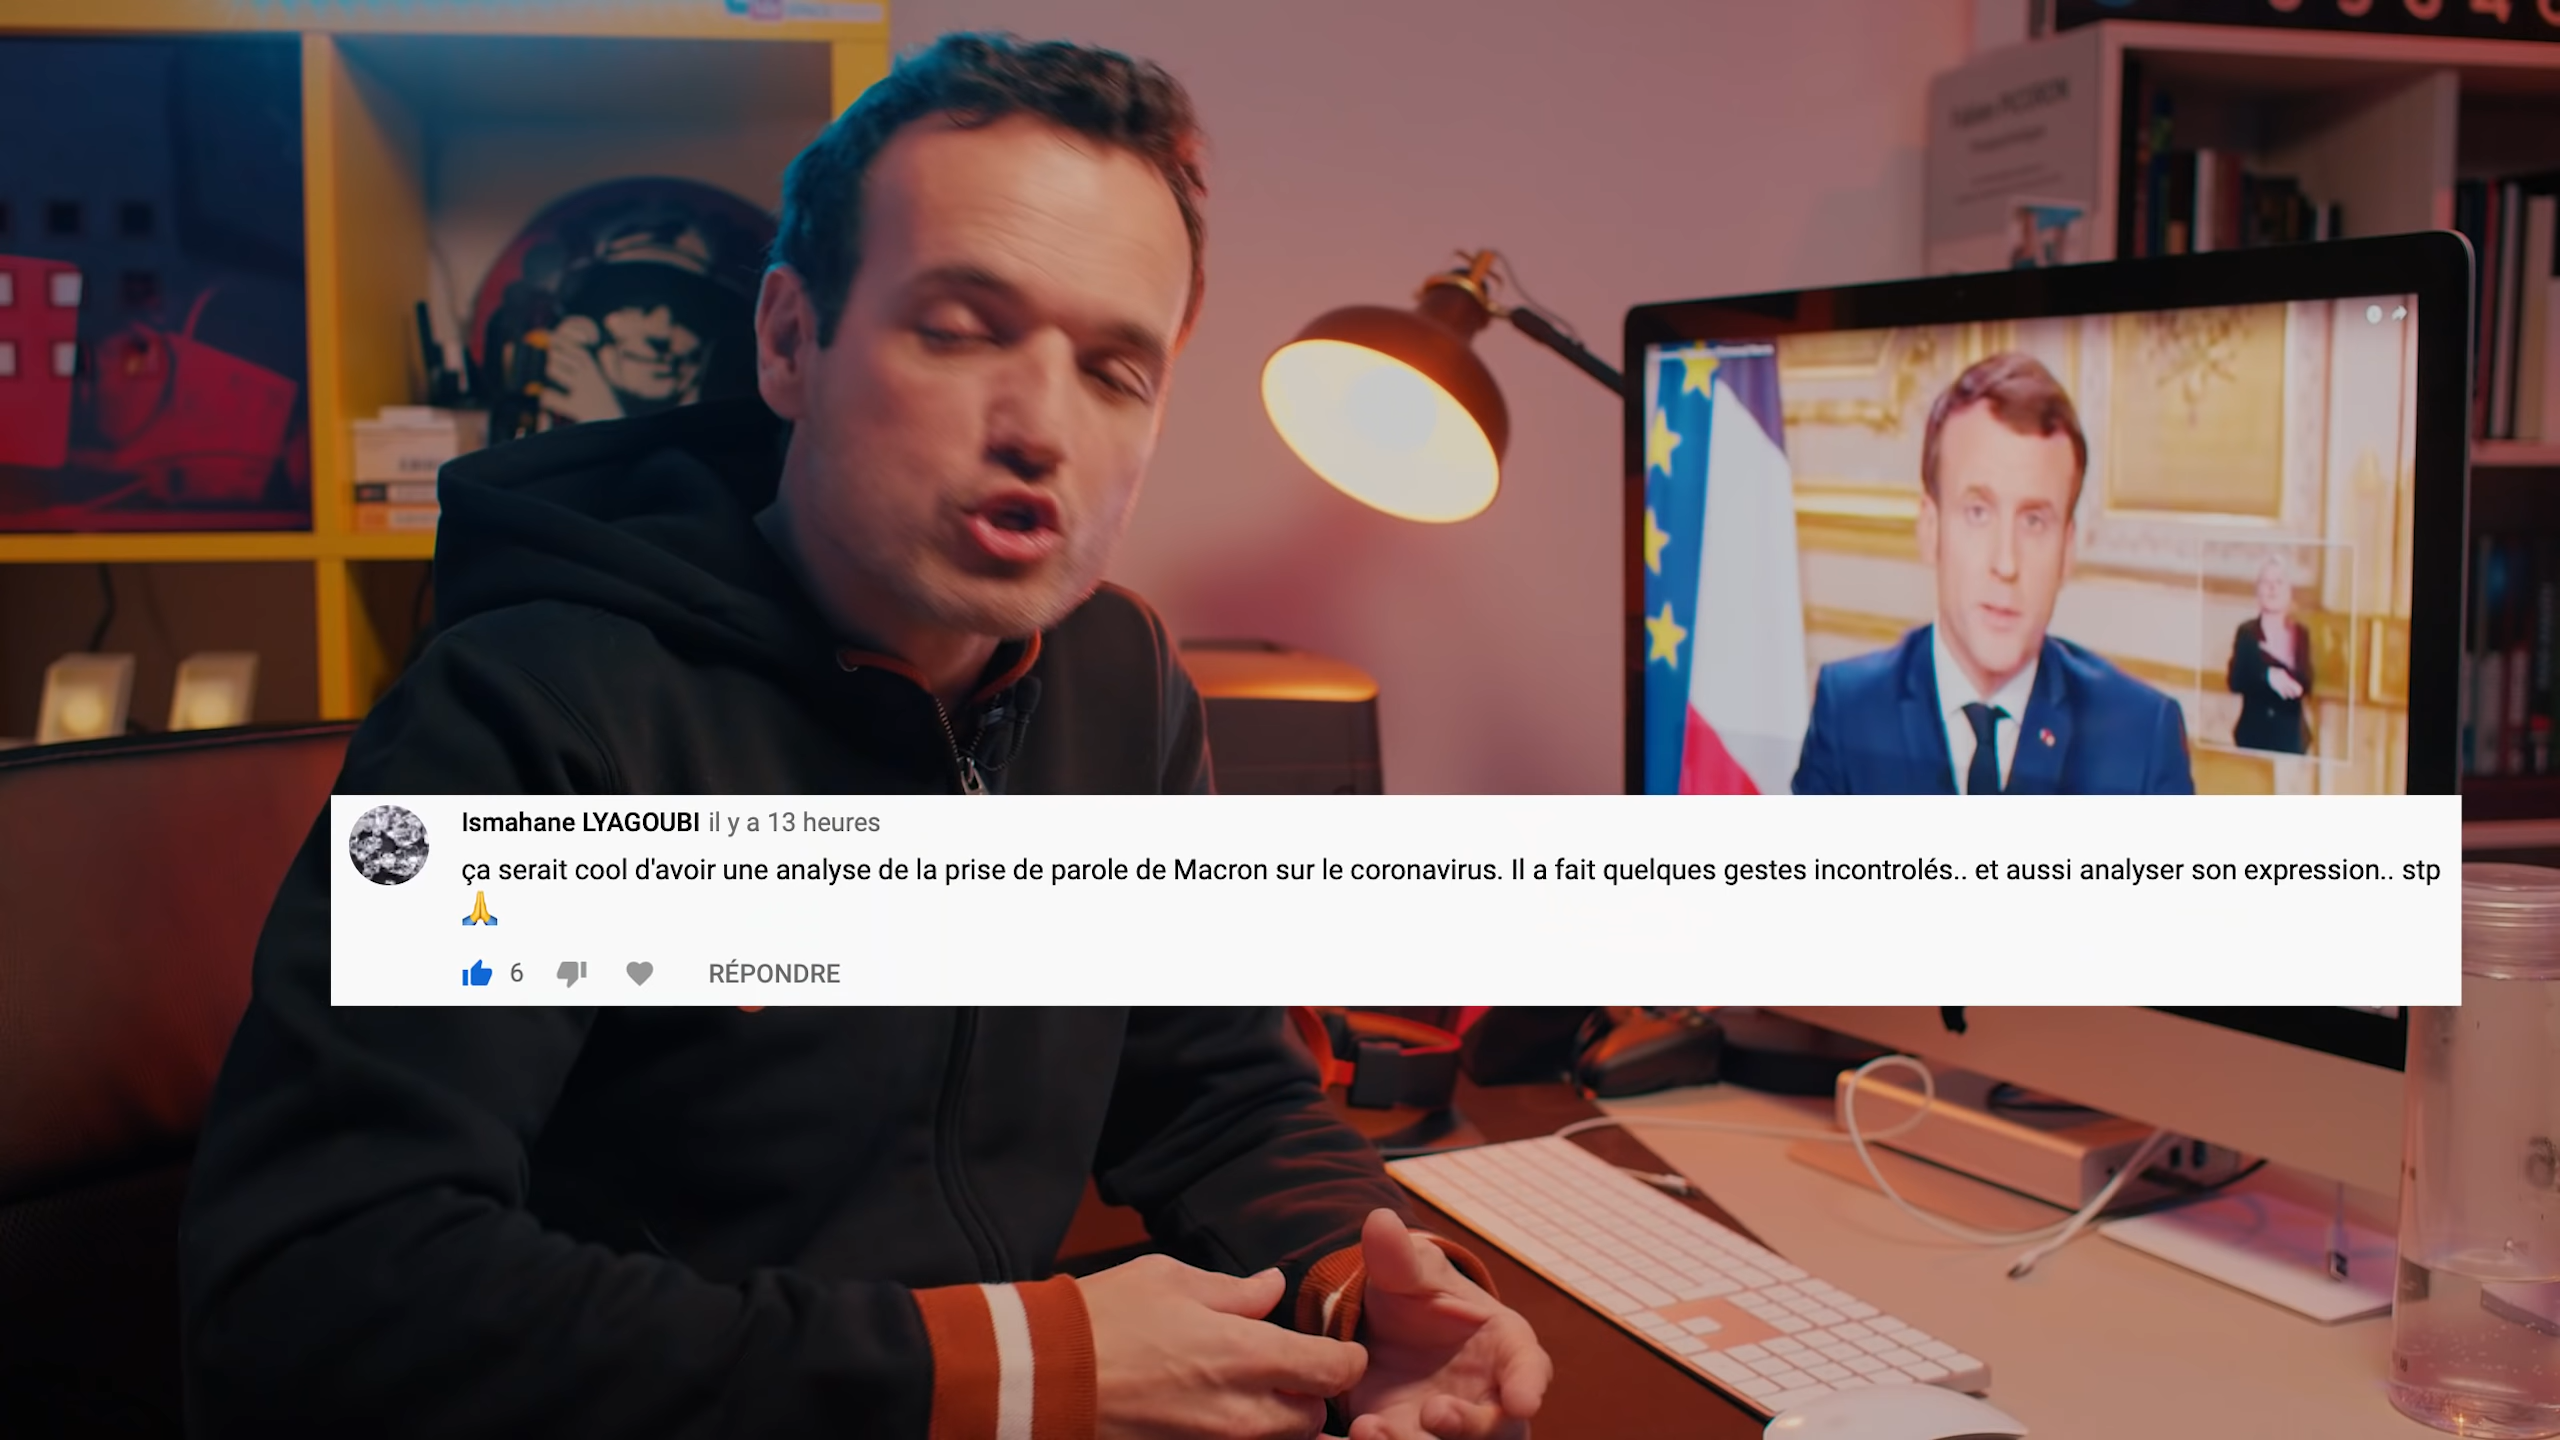 Ismahane LYAGOUBI il y a 13 heures
ça serait cool d'avoir une analyse de la prise de parole de Macron sur le coronavirus. Il a fait quelques gestes incontrolés.. et aussi analyser son expression.. stp
🙏
6
RÉPONDRE